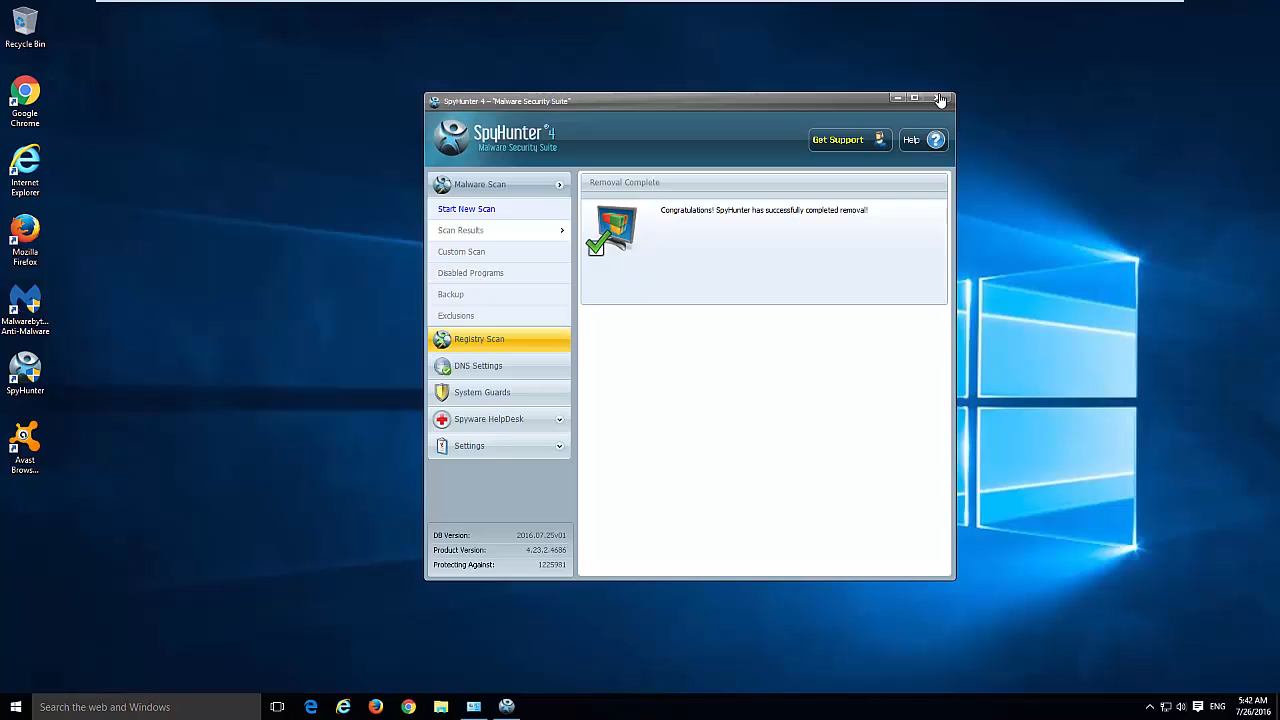 Recycle Bin
Google
Chrome
Internet
Explorer
Mozilla
Firefox
Malwarebyt...
Anti-Malware
SpyHunter
Avast
Brows...
SpyHunter 4 – "Malware Security Suite"
SpyHunter®4
Malware Security Suite
Get Support
Help
?
Malware Scan
Start New Scan
Scan Results
Custom Scan
Disabled Programs
Backup
Exclusions
Registry Scan
DNS Settings
System Guards
Spyware HelpDesk
Settings
DB Version: 2016.07.25v01
Product Version: 4.23.2.4686
Protecting Against: 1225981
Removal Complete
Congratulations! SpyHunter has successfully completed removal!
Search the web and Windows
ENG
5:42 AM
7/26/2016